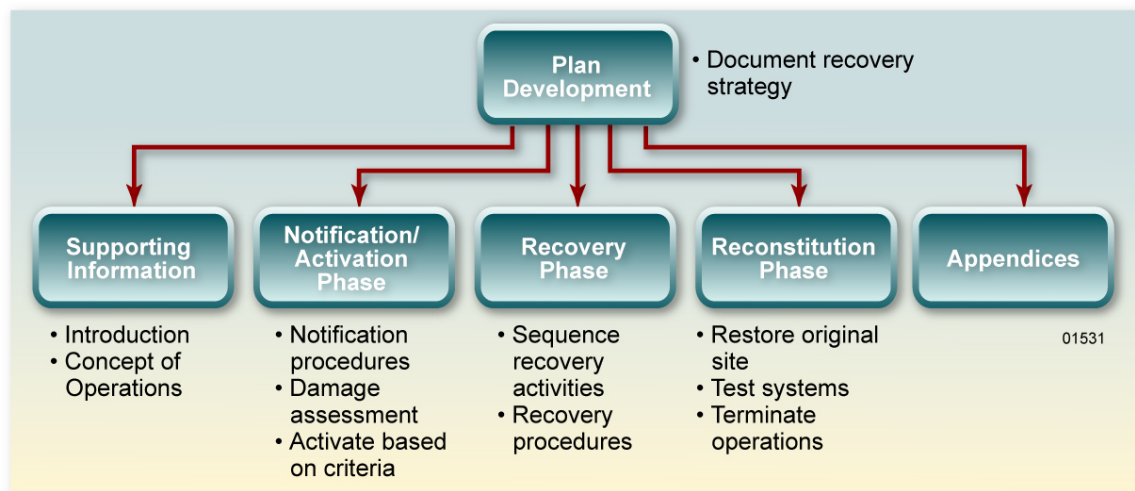 Plan
Development
• Document recovery
strategy
Supporting
Information
• Introduction
• Concept of
Operations
Notification/
Activation
Phase
• Notification
procedures
• Damage
assessment
• Activate based
on criteria
Recovery
Phase
• Sequence
recovery
activities
• Recovery
procedures
Reconstitution
Phase
• Restore original
site
• Test systems
• Terminate
operations
Appendices
01531